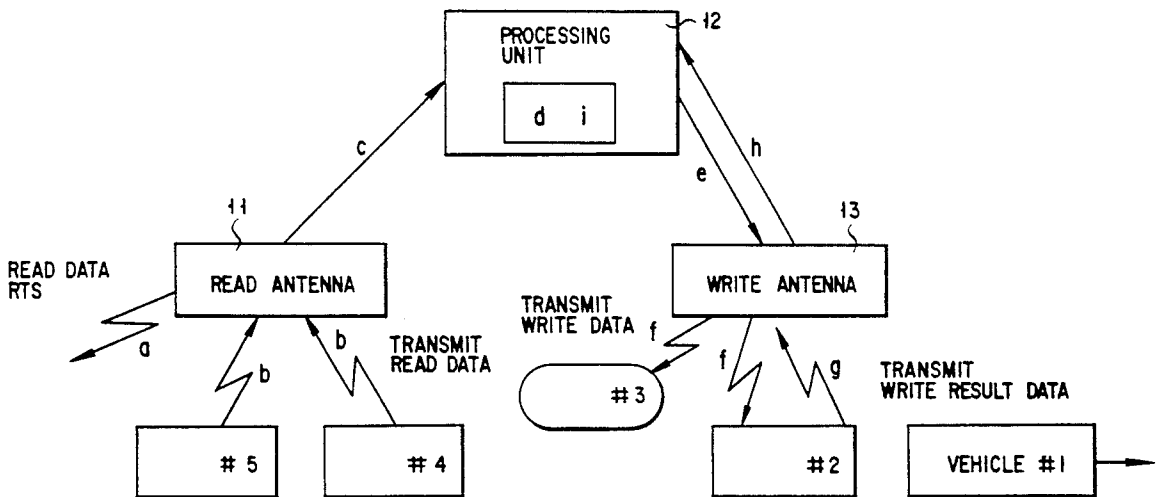 12
PROCESSING
UNIT
d i
c
h
e
11
13
READ DATA
RTS
READ ANTENNA
WRITE ANTENNA
a
b
b
TRANSMIT
READ DATA
TRANSMIT
WRITE DATA
f
f
g
TRANSMIT
WRITE RESULT DATA
#3
#5
#4
#2
VEHICLE #1